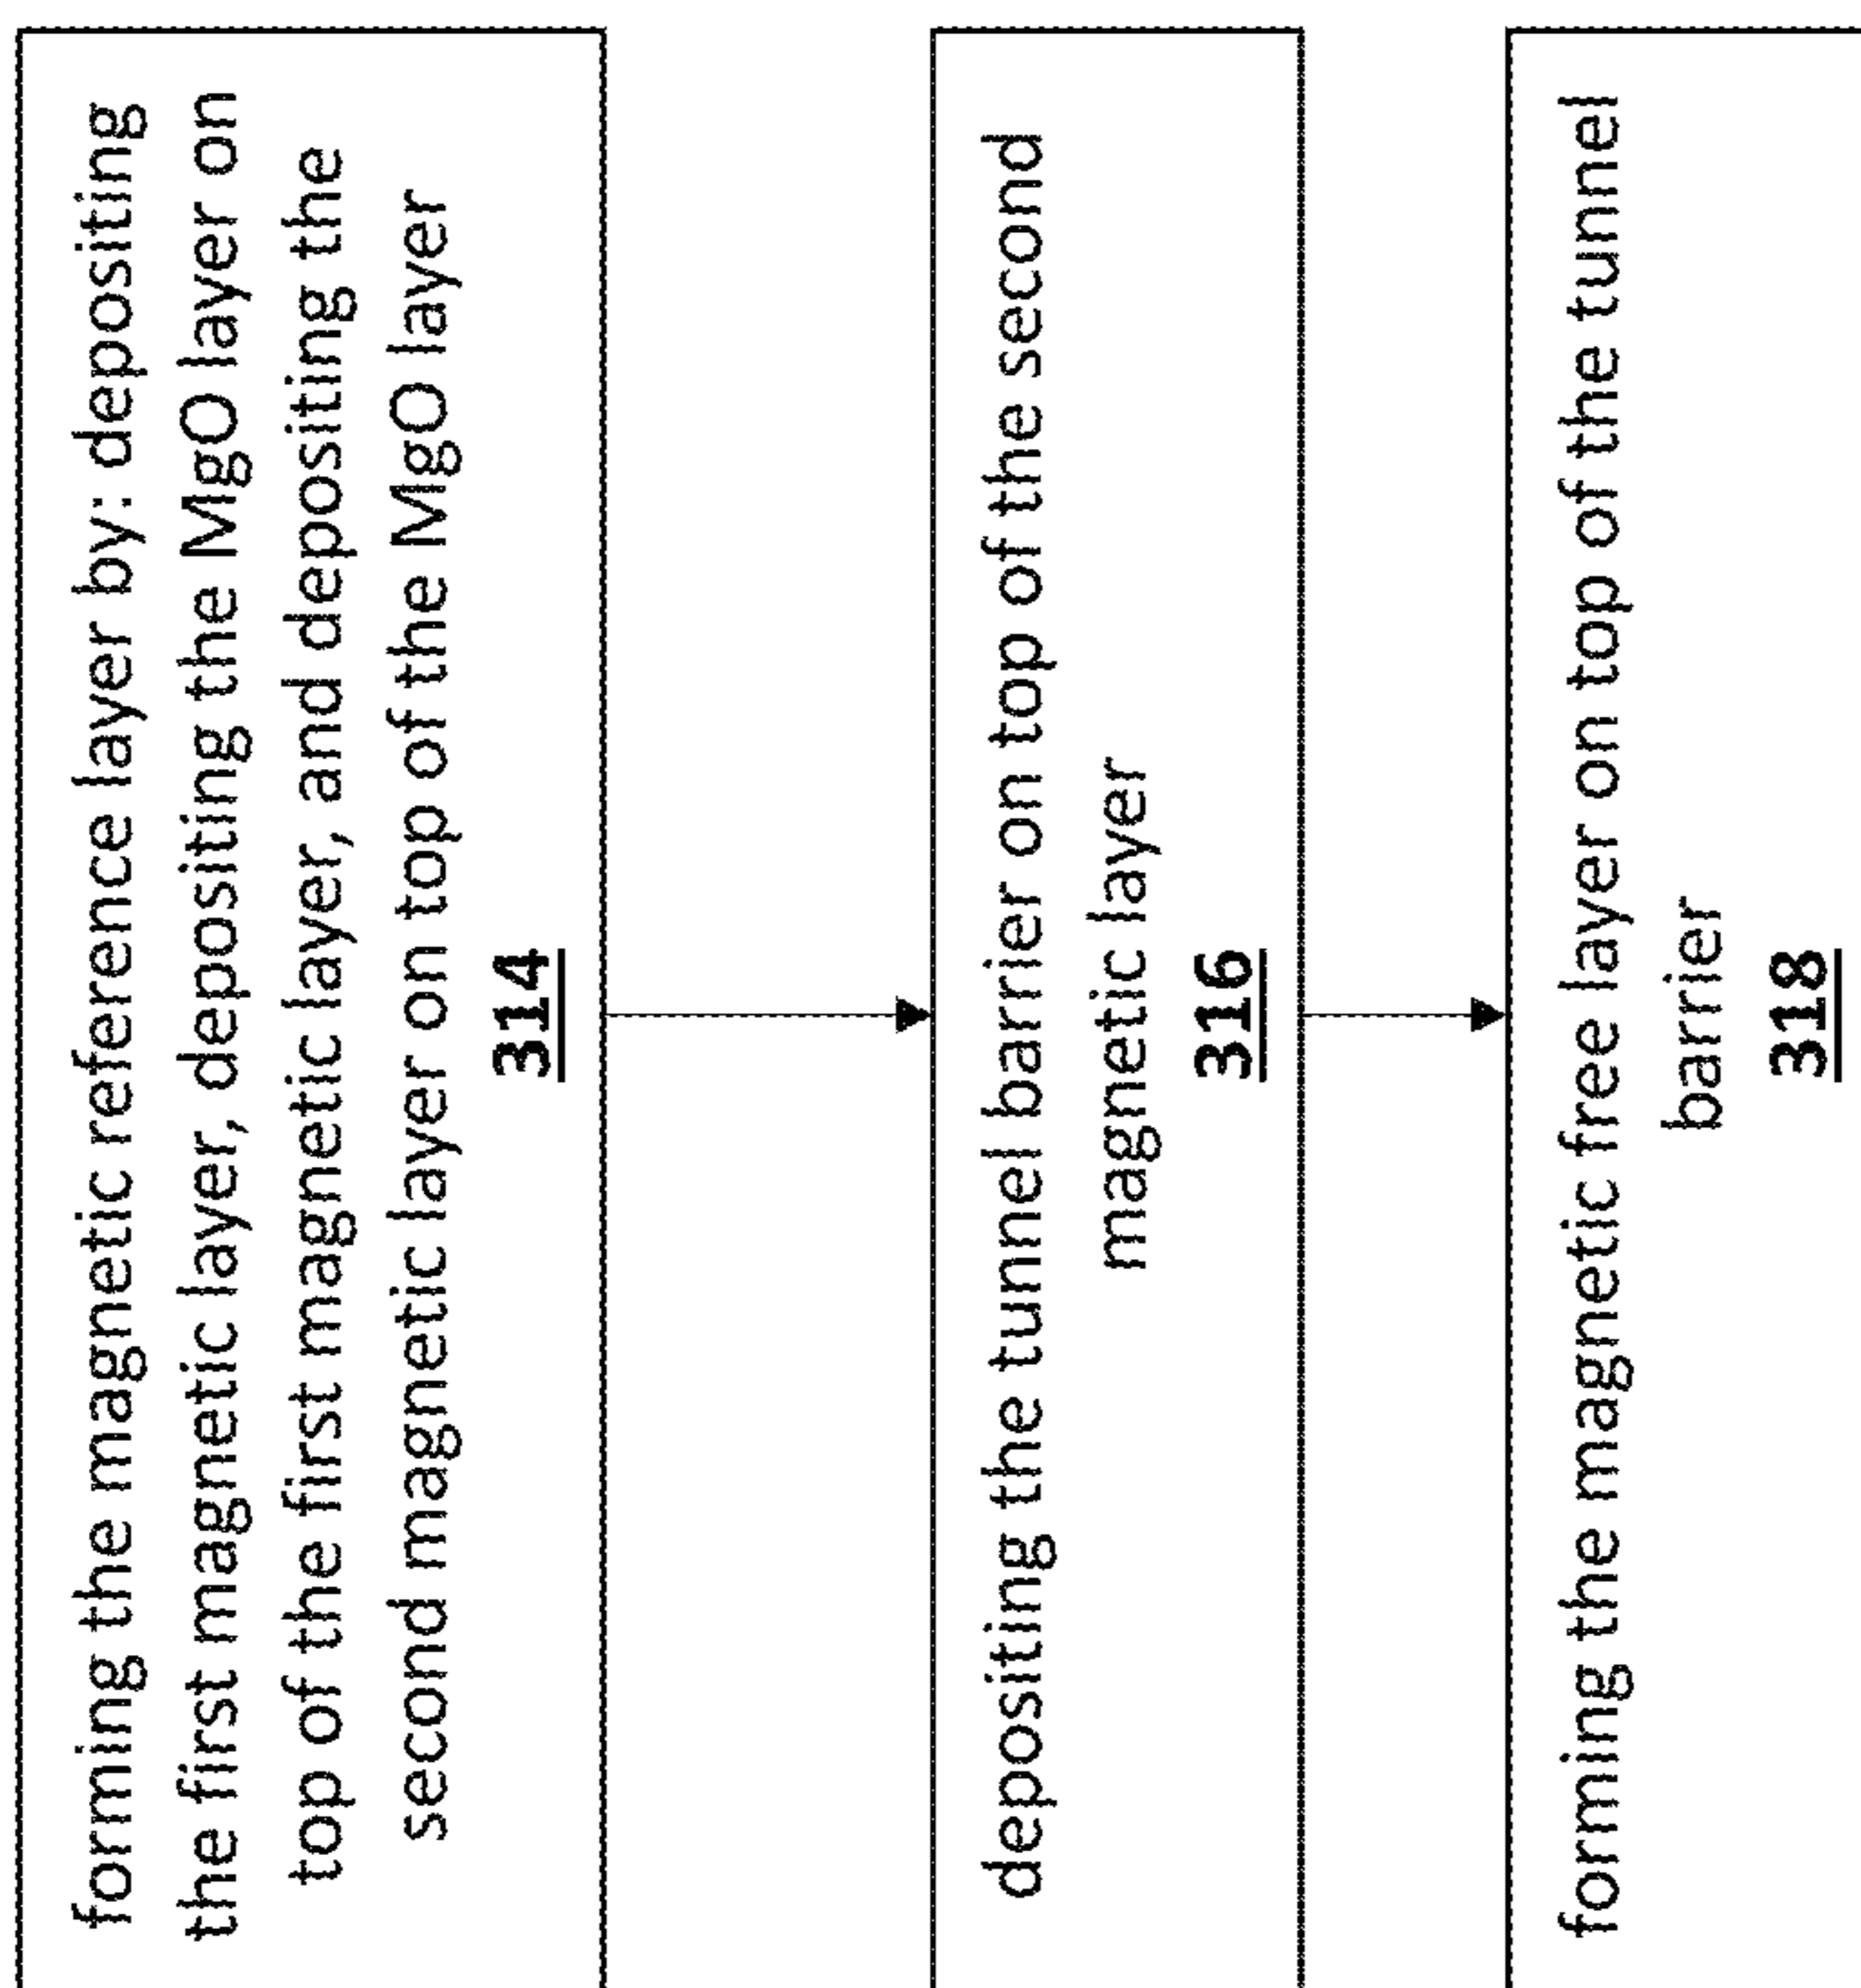 forming the magnetic reference layer by: depositing
the first magnetic layer, depositing the MgO layer on
top of the first magnetic layer, and depositing the
second magnetic layer on top of the MgO layer
314
depositing the tunnel barrier on top of the second
magnetic layer
316
forming the magnetic free layer on top of the tunnel
barrier
318